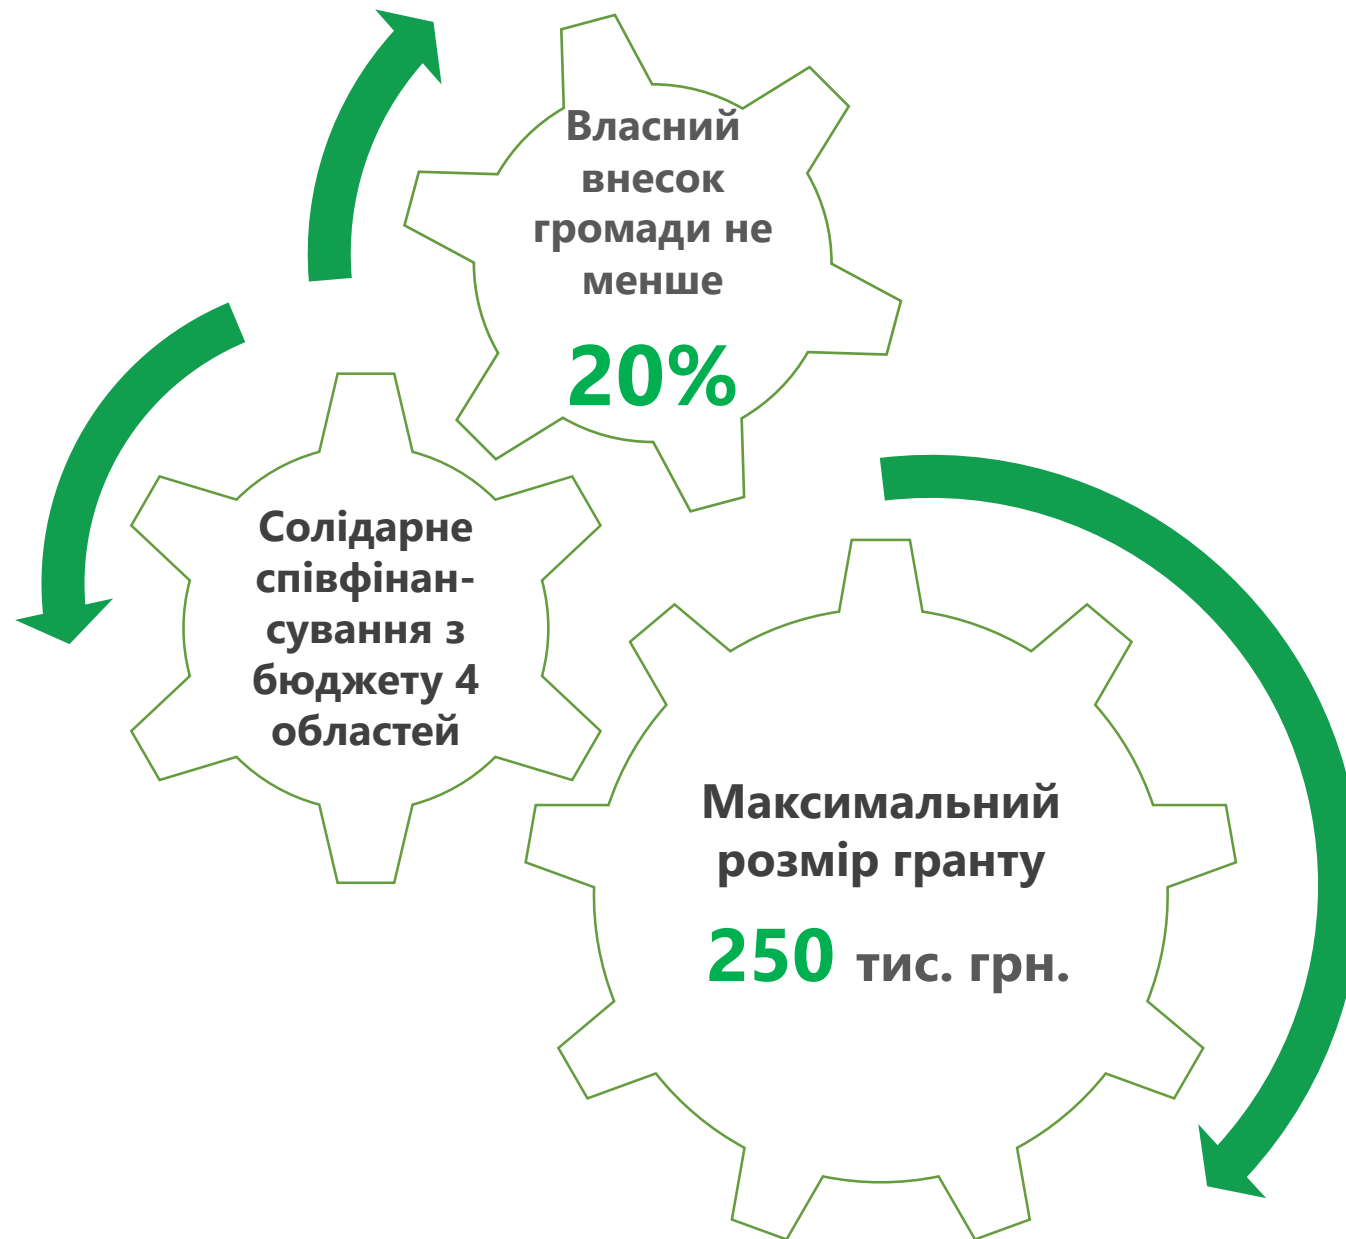 Власний
внесок
громади не
менше
20%
Солідарне
співфінан-
сування з
бюджету 4
областей
Максимальний
розмір гранту
250 тис. грн.